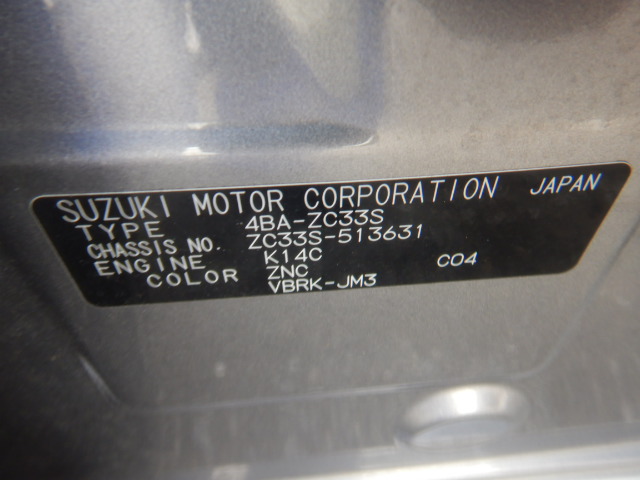 SUZUKI MOTOR CORPORATION JAPAN
TYPE 4BA-ZC33S
CHASSIS NO. ZC33S-513631
ENGINE K14C
COLOR ZNC C04
VBRK-JM3